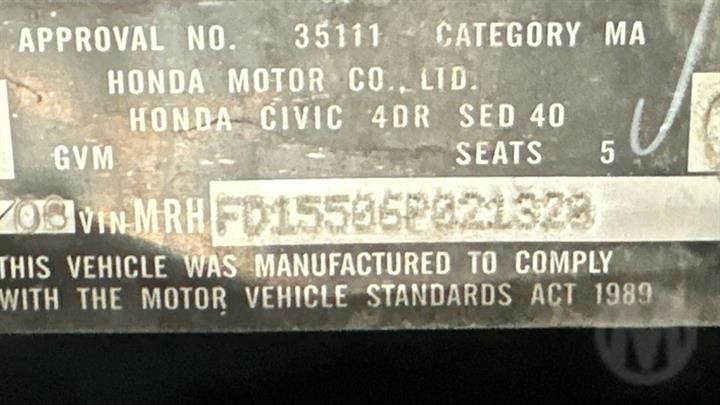 APPROVAL NO. 35111 CATEGORY MA
HONDA MOTOR CO., LTD.
HONDA CIVIC 4DR SED 40
GVM -- -- SEATS 5
/08 VIN MRH
THIS VEHICLE WAS MANUFACTURED TO COMPLY
WITH THE MOTOR VEHICLE STANDARDS ACT 1989
M